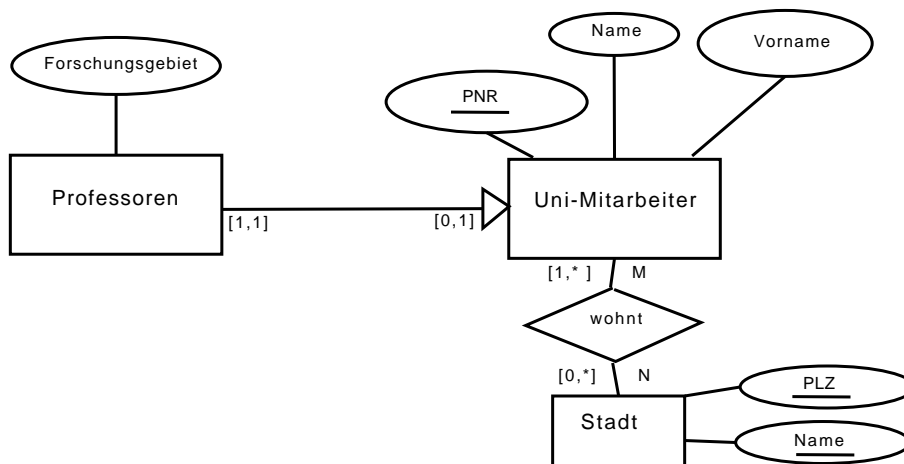 Name
Vorname
Forschungsgebiet
PNR
Professoren
Uni-Mitarbeiter
[1,1]
[0,1]
[1,* ] M
wohnt
[0,*] N
PLZ
Stadt
Name